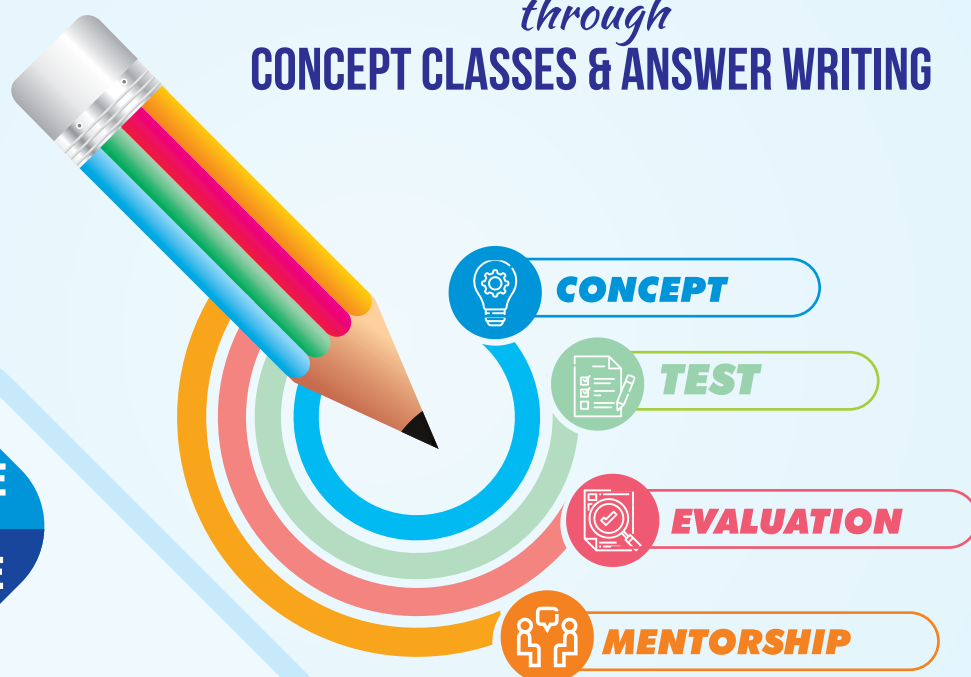 through
CONCEPT CLASSES & ANSWER WRITING
CONCEPT
TEST
EVALUATION
MENTORSHIP